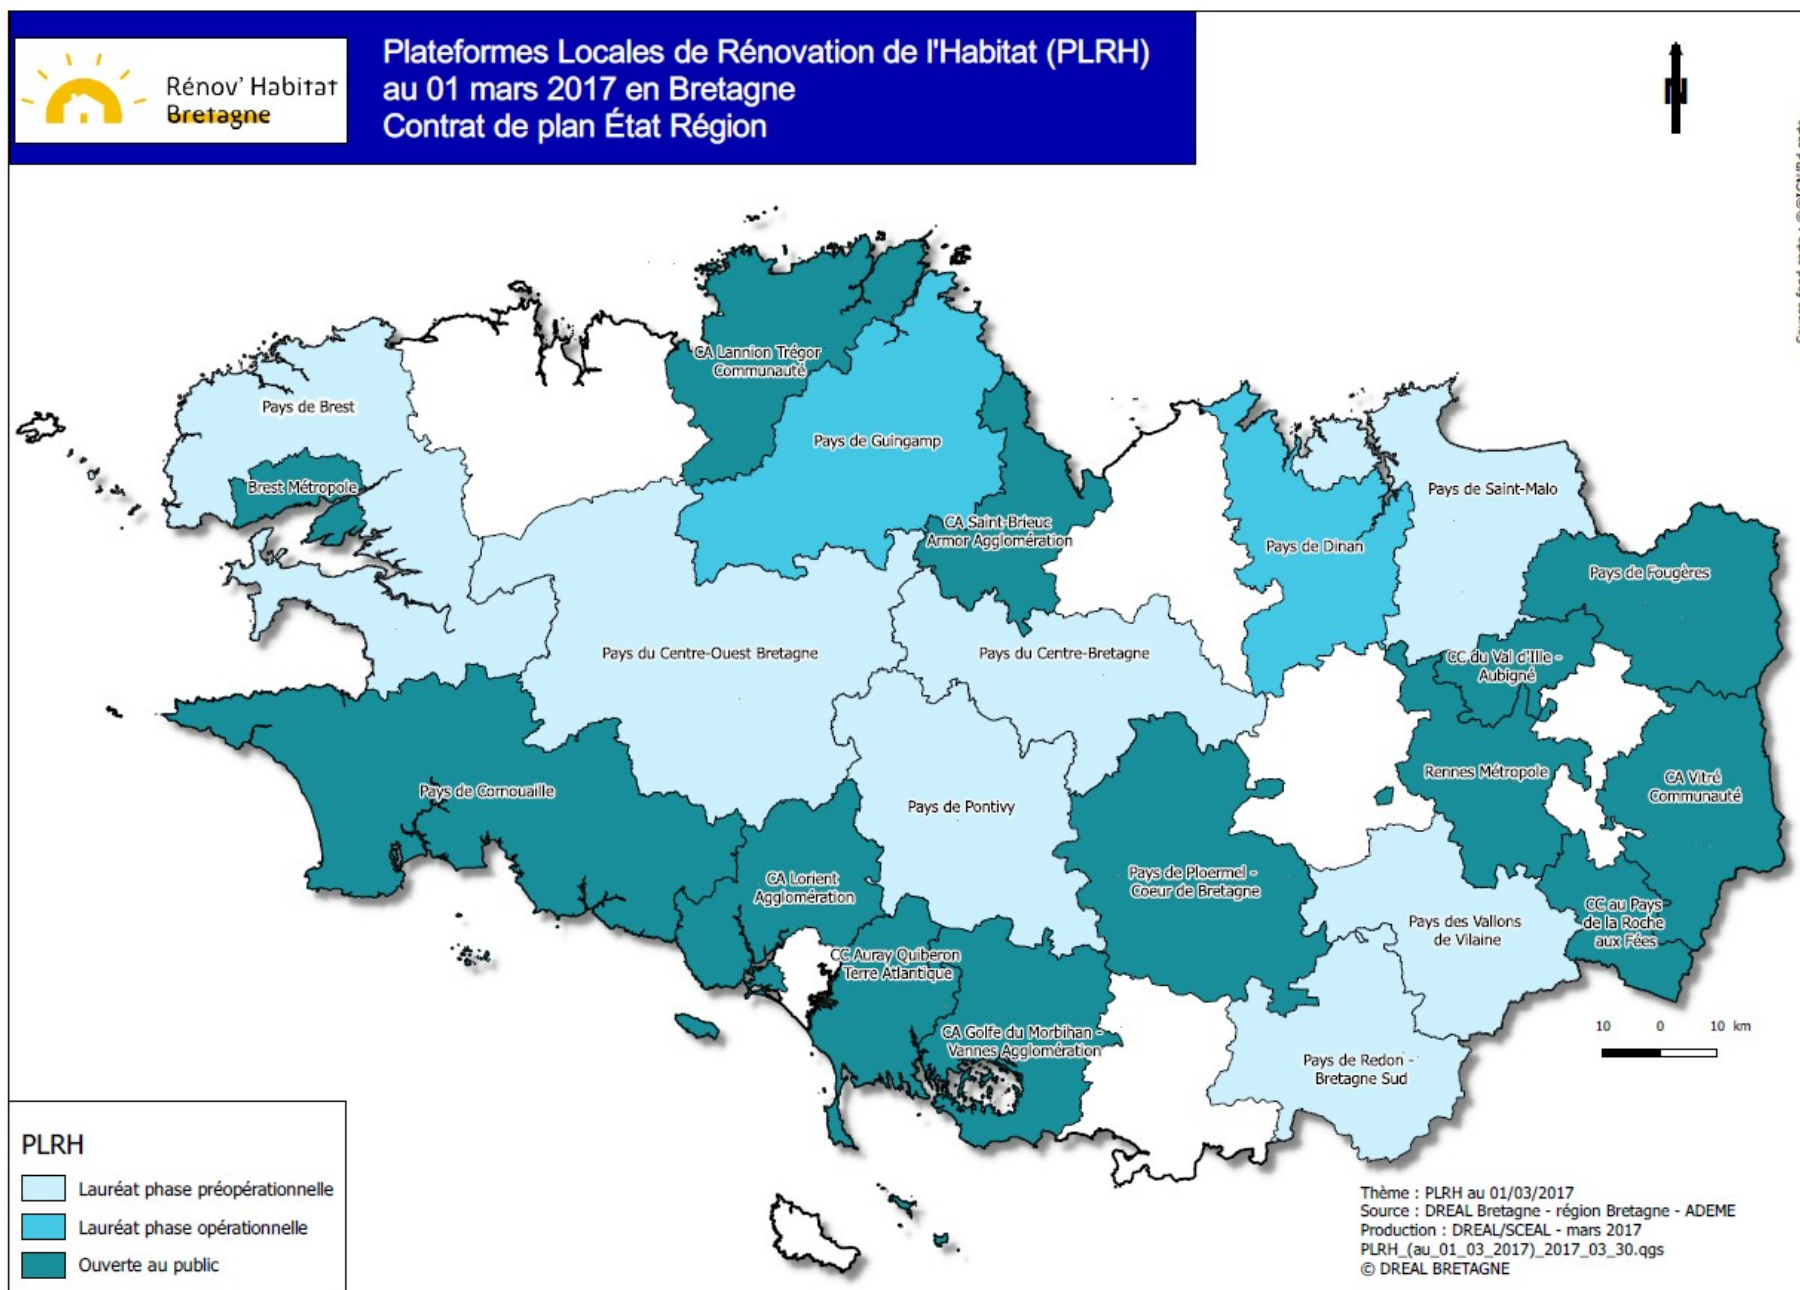 Rénov' Habitat
Bretagne
Plateformes Locales de Rénovation de l'Habitat (PLRH)
au 01 mars 2017 en Bretagne
Contrat de plan État Région
N
CA Lannion Trégor
Communauté
Pays de Brest
Pays de Guingamp
Brest Métropole
Pays de Saint-Malo
CA Saint-Brieuc
Armor Agglomération
Pays de Dinan
Pays de Fougères
Pays du Centre-Ouest Bretagne
Pays du Centre-Bretagne
CC du Val d'Ille -
Aubigné
Rennes Métropole
CA Vitré
Communauté
Pays de Cornouaille
Pays de Pontivy
CA Lorient
Agglomération
Pays de Ploermel -
Coeur de Bretagne
CC au Pays
de la Roche
aux Fées
Pays des Vallons
de Vilaine
CC Auray Quiberon
Terre Atlantique
CA Golfe du Morbihan -
Vannes Agglomération
Pays de Redon -
Bretagne Sud
10 0 10 km
PLRH
Lauréat phase préopérationnelle
Lauréat phase opérationnelle
Ouverte au public
Thème : PLRH au 01/03/2017
Source : DREAL Bretagne - région Bretagne - ADEME
Production : DREAL/SCEAL - mars 2017
PLRH_(au_01_03_2017)_2017_03_30.qgs
© DREAL BRETAGNE